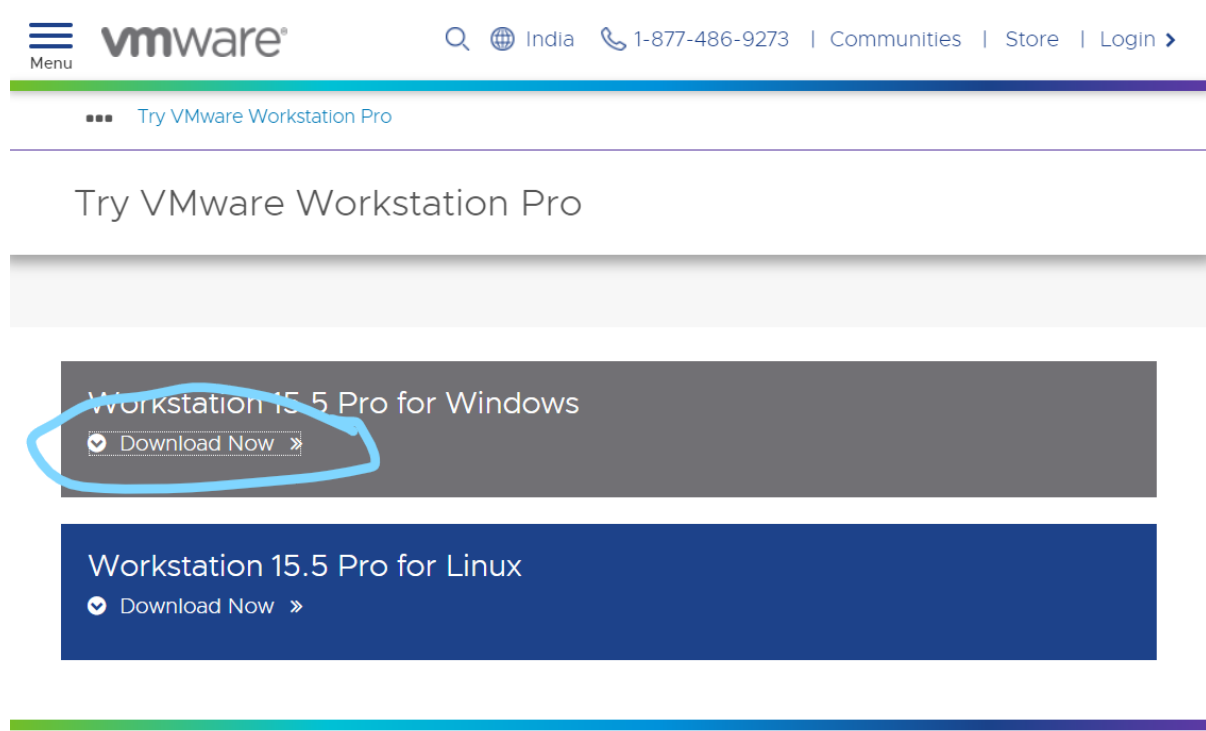 Menu
vmware®
India 1-877-486-9273 | Communities | Store | Login
Try VMware Workstation Pro
Try VMware Workstation Pro
Workstation 15.5 Pro for Windows
Download Now »
Workstation 15.5 Pro for Linux
Download Now »